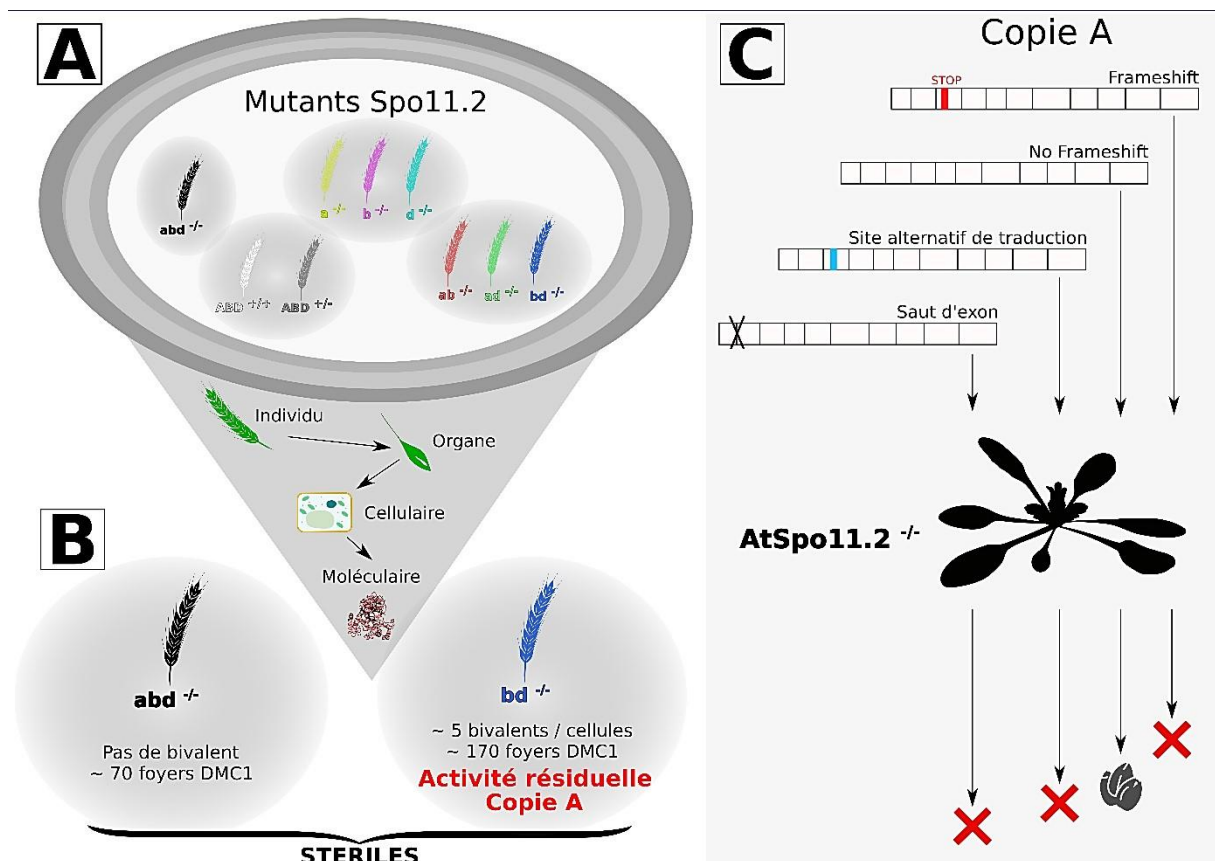 A
Mutants Spo11.2
abd -/-
a -/-
b -/-
d -/-
ABD +/+
ABD +/-
ab -/-
ad -/-
bd -/-
Individu
Organe
Cellulaire
Moléculaire
B
abd -/-
Pas de bivalent
~ 70 foyers DMC1
bd -/-
~ 5 bivalents / cellules
~ 170 foyers DMC1
Activité résiduelle
Copie A
STERILES
C
Copie A
STOP
Frameshift
No Frameshift
Site alternatif de traduction
Saut d'exon
AtSpo11.2 -/-